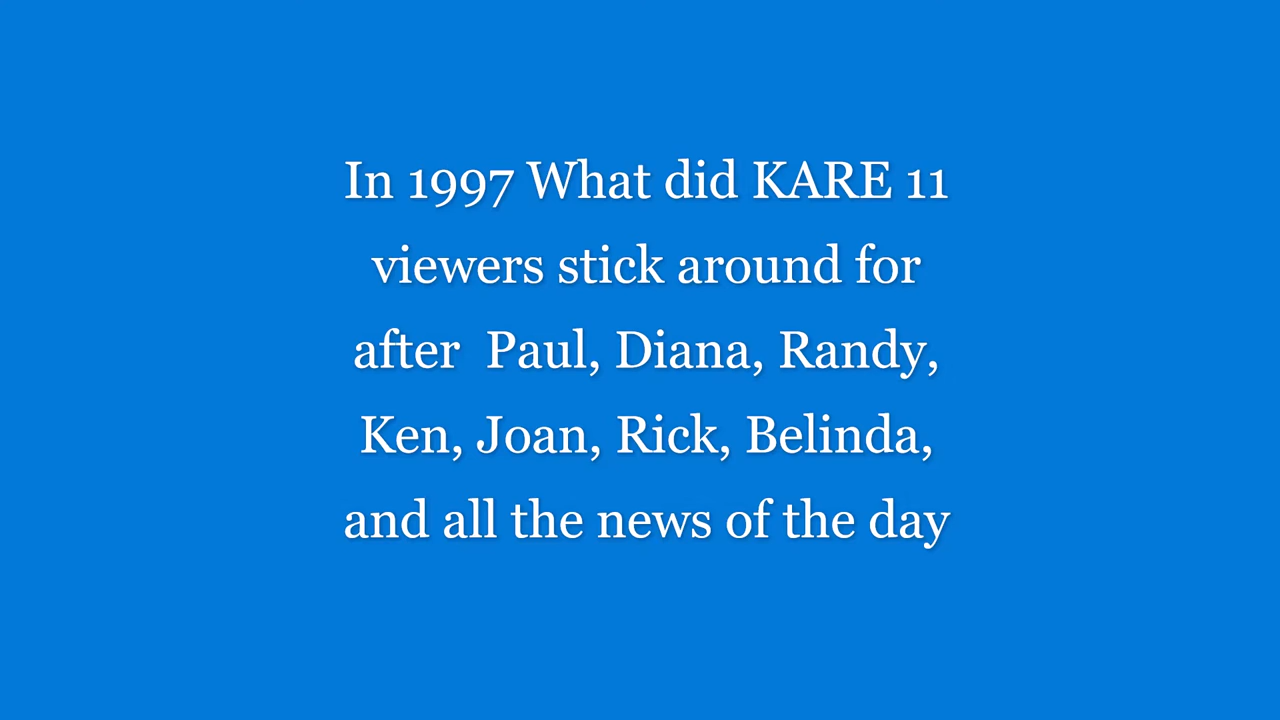 In 1997 What did KARE 11
viewers stick around for
after  Paul, Diana, Randy,
Ken, Joan, Rick, Belinda,
and all the news of the day